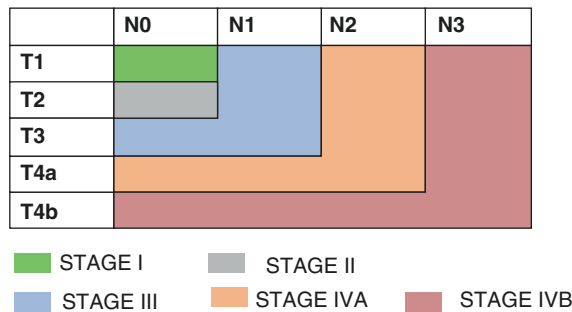 N0 N1 N2 N3
T1
T2
T3
T4a
T4b
STAGE I STAGE II
STAGE III STAGE IVA STAGE IVB